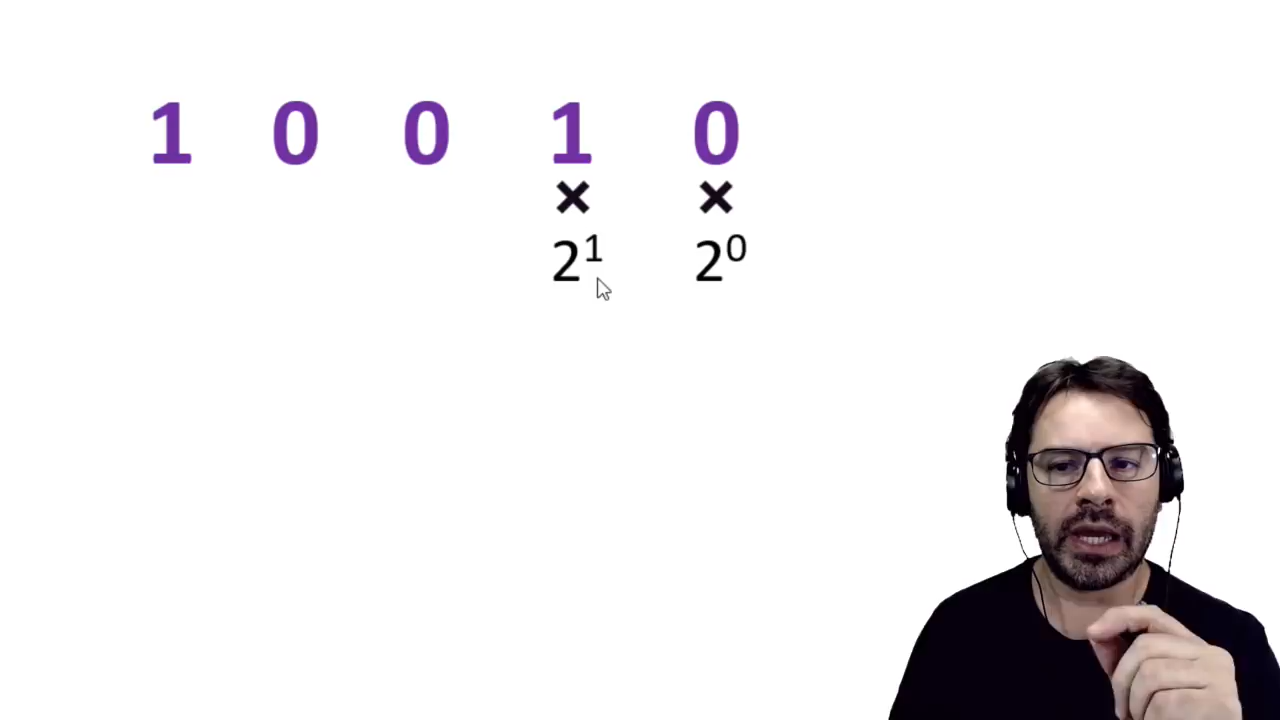 1 0 0 1 0
× ×
2¹ 2⁰